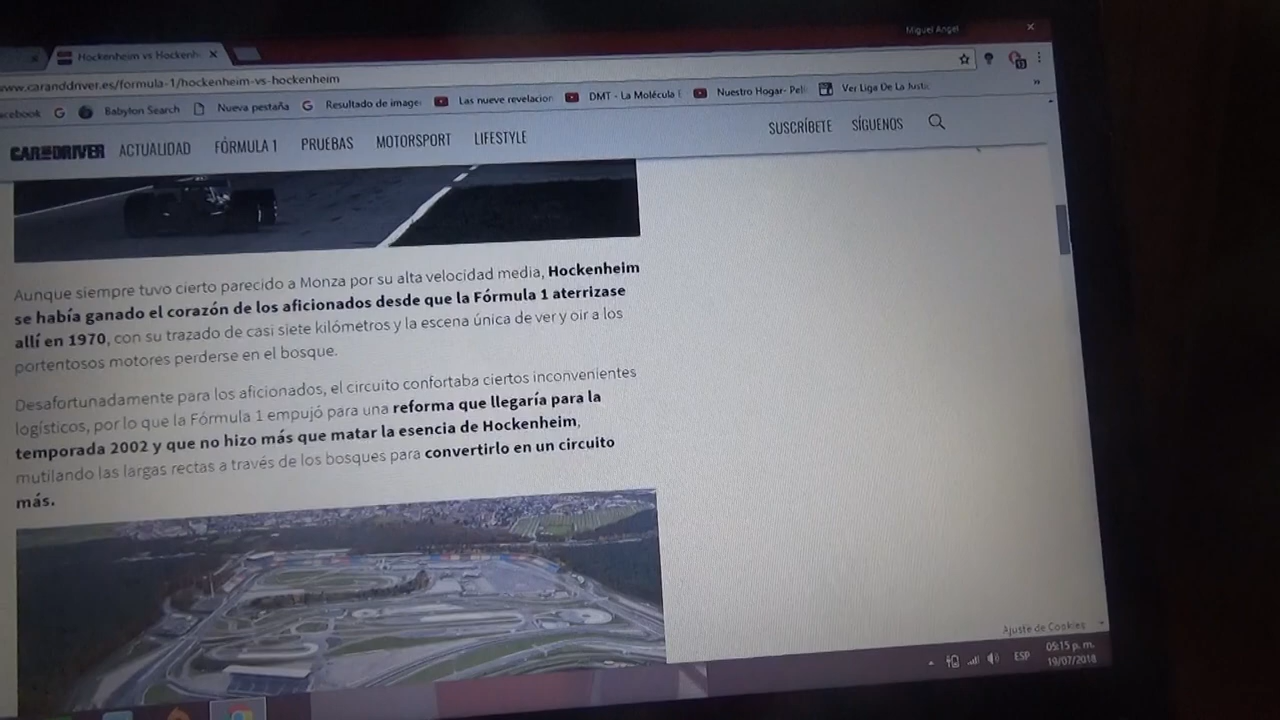 Miguel Angel
Hockenheim vs Hockenh
www.caranddriver.es/formula-1/hockenheim-vs-hockenheim
acebook
Babylon Search
Nueva pestaña
Resultado de image
Las nueve revelacion
DMT - La Molécula
Nuestro Hogar- Pel
Ver Liga De La Justic
CAR AND DRIVER ACTUALIDAD FÓRMULA 1 PRUEBAS MOTORSPORT LIFESTYLE SUSCRÍBETE SÍGUENOS
Aunque siempre tuvo cierto parecido a Monza por su alta velocidad media, Hockenheim
se había ganado el corazón de los aficionados desde que la Fórmula 1 aterrizase
allí en 1970, con su trazado de casi siete kilómetros y la escena única de ver y oir a los
portentosos motores perderse en el bosque.
Desafortunadamente para los aficionados, el circuito confortaba ciertos inconvenientes
logísticos, por lo que la Fórmula 1 empujó para una reforma que llegaría para la
temporada 2002 y que no hizo más que matar la esencia de Hockenheim,
mutilando las largas rectas a través de los bosques para convertirlo en un circuito
más.
Ajuste de Cookies
ESP
05:15 p. m.
19/07/2018